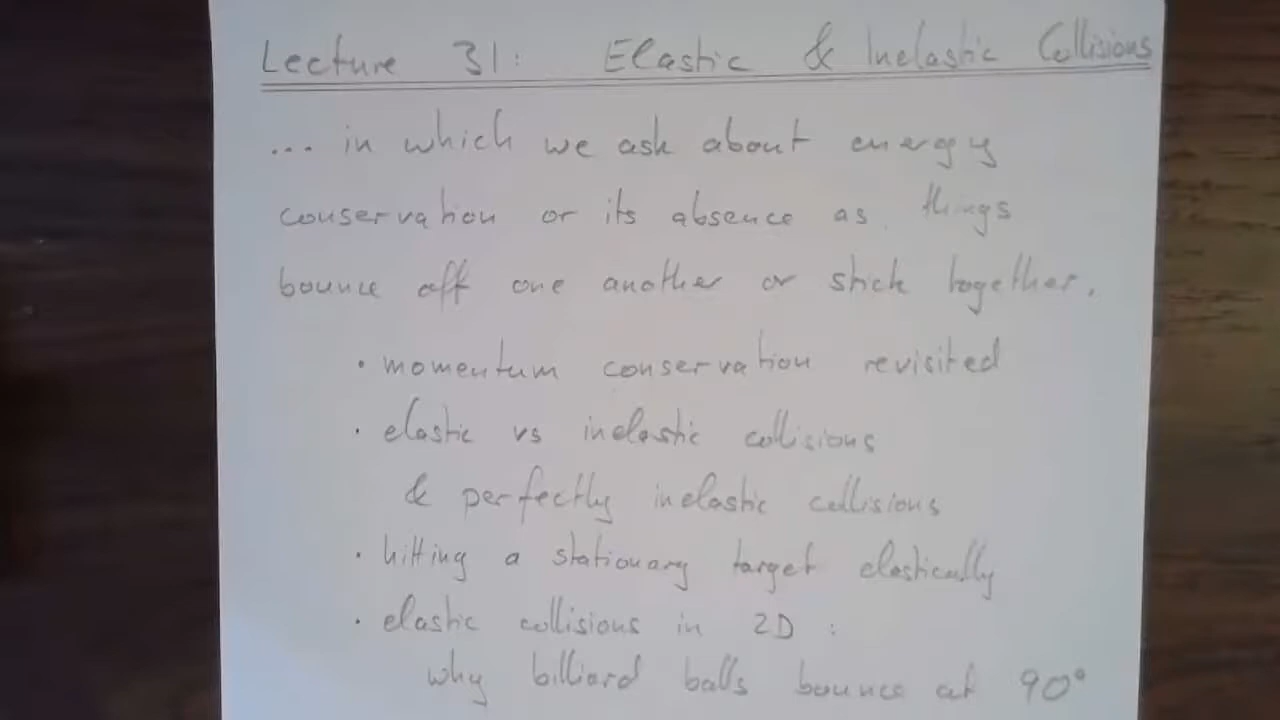 Lecture 31: Elastic & Inelastic Collisions
... in which we ask about energy
conservation or its absence as things
bounce off one another or stick together.
• momentum conservation revisited
• elastic vs inelastic collisions
& perfectly inelastic collisions
• hitting a stationary target elastically
• elastic collisions in 2D :
why billiard balls bounce at 90°